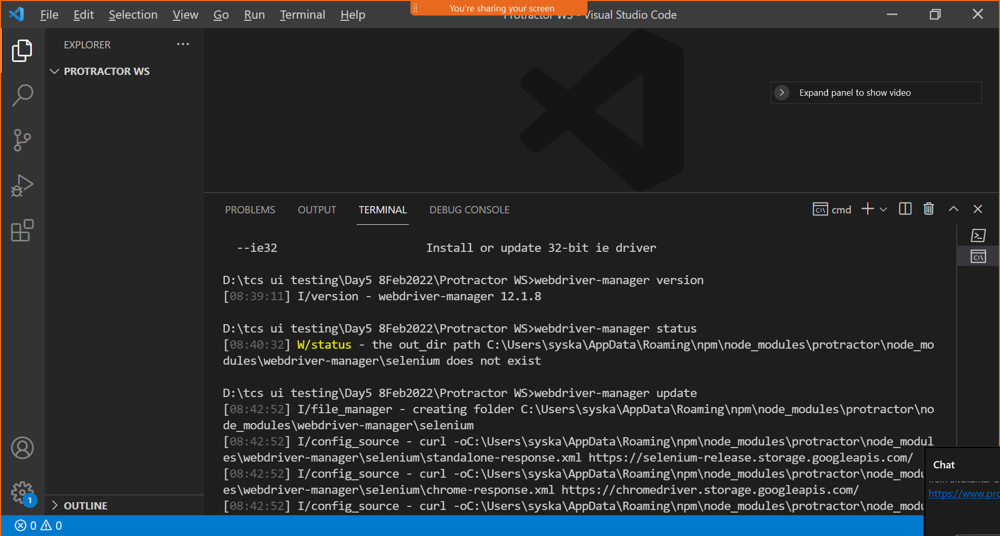 You're sharing your screen
File Edit Selection View Go Run Terminal Help
Protractor WS - Visual Studio Code
EXPLORER
PROTRACTOR WS
Expand panel to show video
PROBLEMS OUTPUT TERMINAL DEBUG CONSOLE
cmd
--ie32 Install or update 32-bit ie driver
D:\tcs ui testing\Day5 8Feb2022\Protractor WS>webdriver-manager version
[08:39:11] I/version - webdriver-manager 12.1.8
D:\tcs ui testing\Day5 8Feb2022\Protractor WS>webdriver-manager status
[08:40:32] W/status - the out_dir path C:\Users\syska\AppData\Roaming\npm\node_modules\protractor\node_mo
dules\webdriver-manager\selenium does not exist
D:\tcs ui testing\Day5 8Feb2022\Protractor WS>webdriver-manager update
[08:42:52] I/file_manager - creating folder C:\Users\syska\AppData\Roaming\npm\node_modules\protractor\no
de_modules\webdriver-manager\selenium
[08:42:52] I/config_source - curl -oC:\Users\syska\AppData\Roaming\npm\node_modules\protractor\node_modul
es\webdriver-manager\selenium\standalone-response.xml https://selenium-release.storage.googleapis.com/
[08:42:52] I/config_source - curl -oC:\Users\syska\AppData\Roaming\npm\node_modules\protractor\node_modu
es\webdriver-manager\selenium\chrome-response.xml https://chromedriver.storage.googleapis.com/
[08:42:52] I/config_source - curl -oC:\Users\syska\AppData\Roaming\npm\node_modules\protractor\node_modu
Chat
https://www.pro
1
OUTLINE
0 0